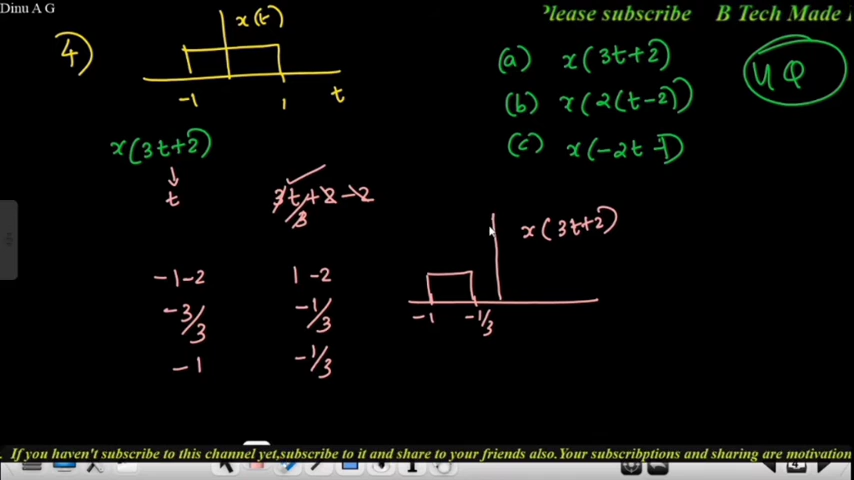 Dinu A G
Please subscribe B Tech Made
4) x(t)
-1 1 t
(a) x(3t+2)
(b) x(2(t-2))
(c) x(-2t-1)
UQ
x(3t+2)
↓
t
3t+2-2
3
-1-2 1-2
-3/3 -1/3
-1 -1/3
x(3t+2)
-1 -1/3
. If you haven't subscribe to this channel yet,subscribe to it and share to your friends also.Your subscribptions and sharing are motivation